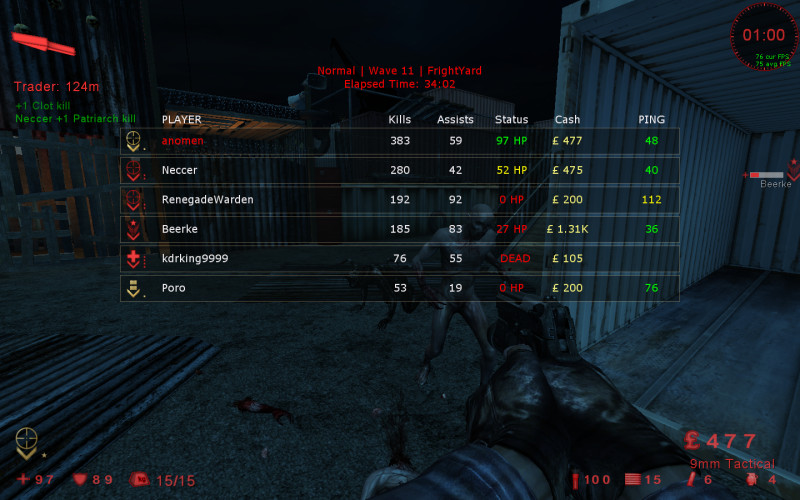 01:00
76 cur FPS
75 avg FPS
Trader: 124m
+1 Clot kill
Neccer +1 Patriarch kill
Normal | Wave 11 | FrightYard
Elapsed Time: 34:02
PLAYER Kills Assists Status Cash PING
anomen 383 59 97 HP £ 477 48
Neccer 280 42 52 HP £ 475 40
RenegadeWarden 192 92 0 HP £ 200 112
Beerke 185 83 27 HP £ 1.31K 36
kdrking9999 76 55 DEAD £ 105
Poro 53 19 0 HP £ 200 76
Beerke
£ 477
9mm Tactical
+ 97 89 15/15 100 15 6 4